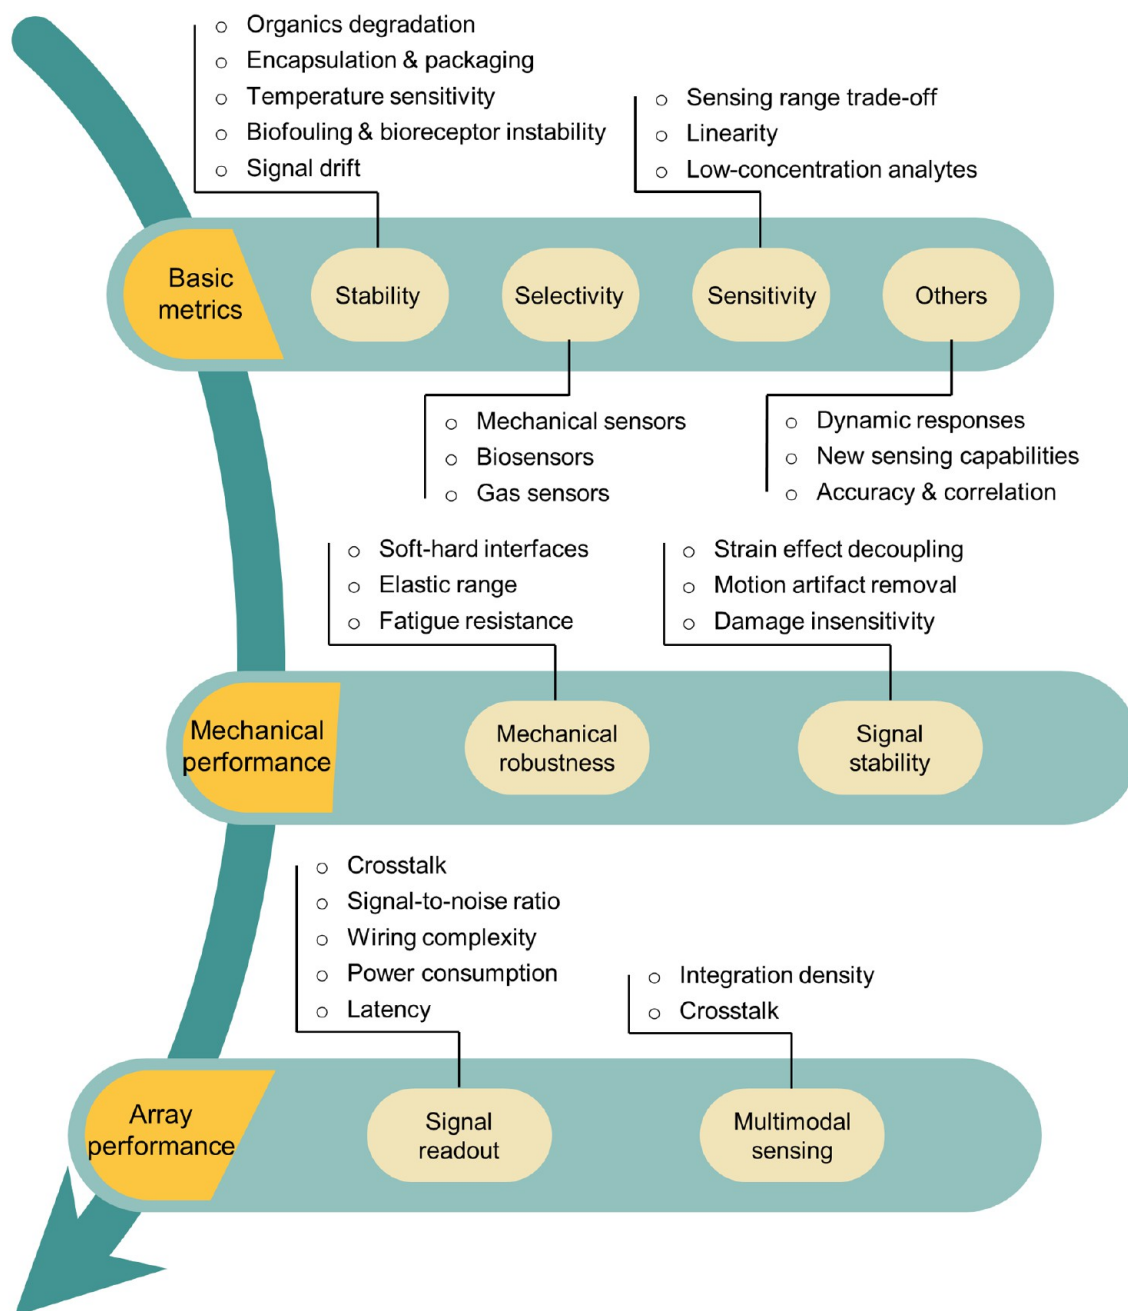 ○ Organics degradation
○ Encapsulation & packaging
○ Temperature sensitivity
○ Biofouling & bioreceptor instability
○ Signal drift
○ Sensing range trade-off
○ Linearity
○ Low-concentration analytes
Basic
metrics
Stability
Selectivity
Sensitivity
Others
○ Mechanical sensors
○ Biosensors
○ Gas sensors
○ Dynamic responses
○ New sensing capabilities
○ Accuracy & correlation
○ Soft-hard interfaces
○ Elastic range
○ Fatigue resistance
○ Strain effect decoupling
○ Motion artifact removal
○ Damage insensitivity
Mechanical
performance
Mechanical
robustness
Signal
stability
○ Crosstalk
○ Signal-to-noise ratio
○ Wiring complexity
○ Power consumption
○ Latency
○ Integration density
○ Crosstalk
Array
performance
Signal
readout
Multimodal
sensing